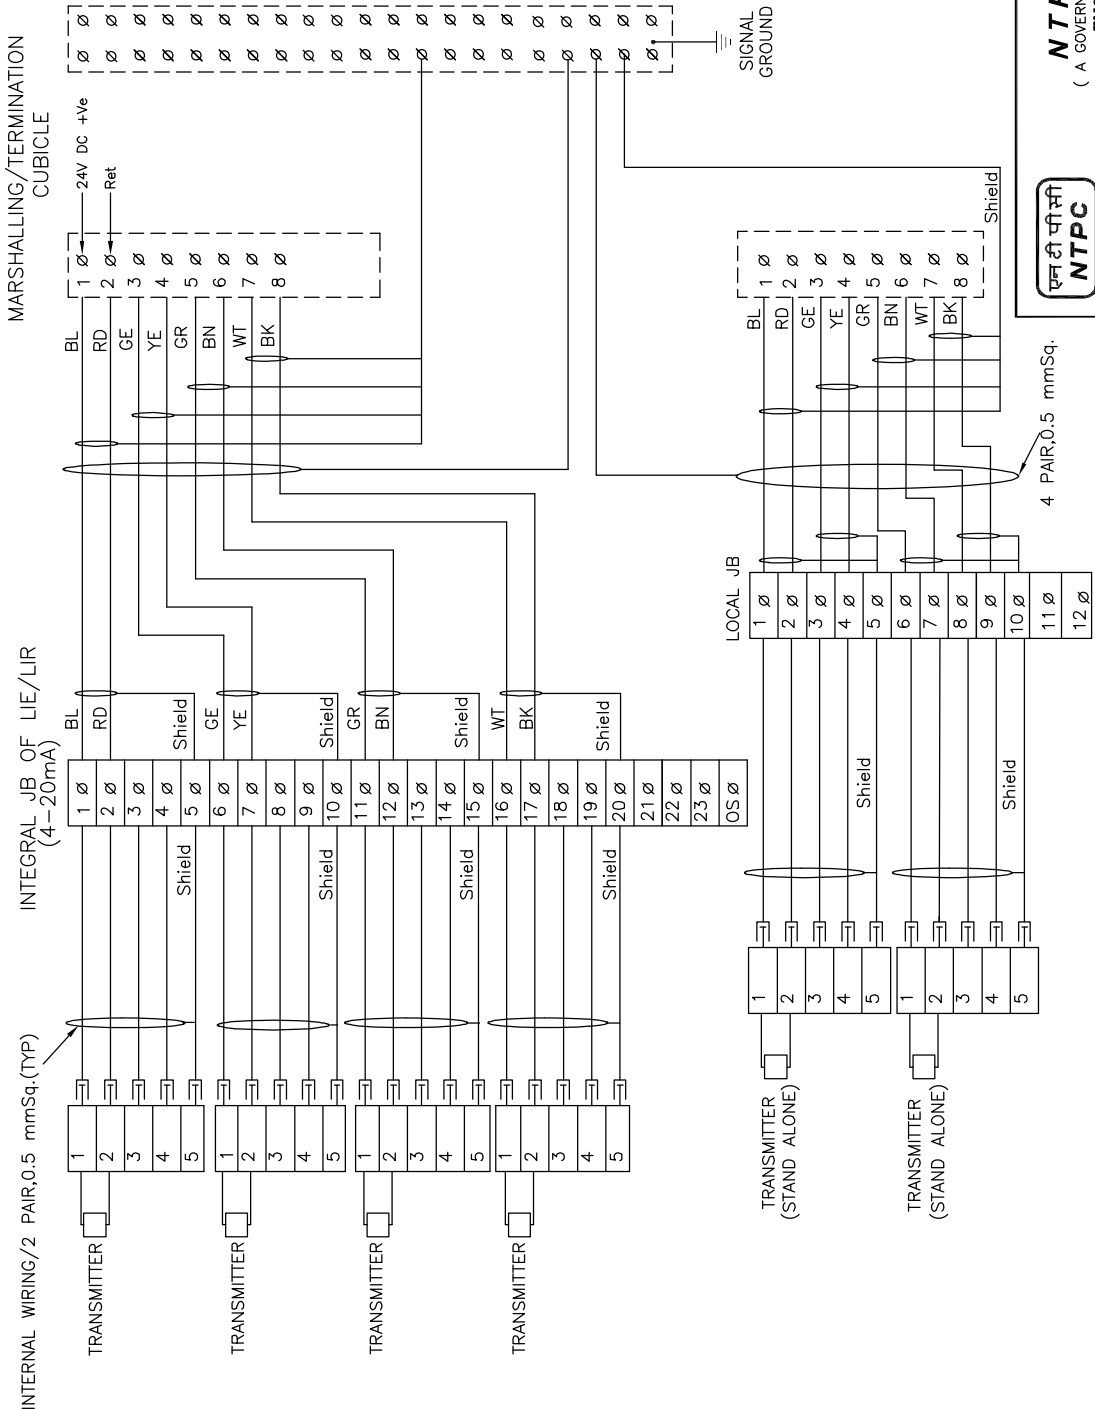 MARSHALLING/TERMINATION
CUBICLE
24V DC +Ve
Ret
SIGNAL
GROUND
1 Ø
2 Ø
3 Ø
4 Ø
5 Ø
6 Ø
7 Ø
8 Ø
BL
RD
GE
YE
GR
BN
WT
BK
INTEGRAL JB OF LIE/LIR
(4-20mA)
BL
RD
Shield
GE
YE
Shield
GR
BN
Shield
WT
BK
Shield
1 Ø
2 Ø
3 Ø
4 Ø
5 Ø
6 Ø
7 Ø
8 Ø
9 Ø
10 Ø
11 Ø
12 Ø
13 Ø
14 Ø
15 Ø
16 Ø
17 Ø
18 Ø
19 Ø
20 Ø
21 Ø
22 Ø
23 Ø
OS Ø
Shield
Shield
Shield
Shield
INTERNAL WIRING/2 PAIR,0.5 mmSq.(TYP)
1
2
3
4
5
1
2
3
4
5
1
2
3
4
5
1
2
3
4
5
TRANSMITTER
TRANSMITTER
TRANSMITTER
TRANSMITTER
1 Ø
2 Ø
3 Ø
4 Ø
5 Ø
6 Ø
7 Ø
8 Ø
Shield
BL
RD
GE
YE
GR
BN
WT
BK
4 PAIR,0.5 mmSq.
LOCAL JB
1 Ø
2 Ø
3 Ø
4 Ø
5 Ø
6 Ø
7 Ø
8 Ø
9 Ø
10 Ø
11 Ø
12 Ø
Shield
Shield
1
2
3
4
5
1
2
3
4
5
TRANSMITTER
(STAND ALONE)
TRANSMITTER
(STAND ALONE)
एन टी पी सी
NTPC
( A GOVERN